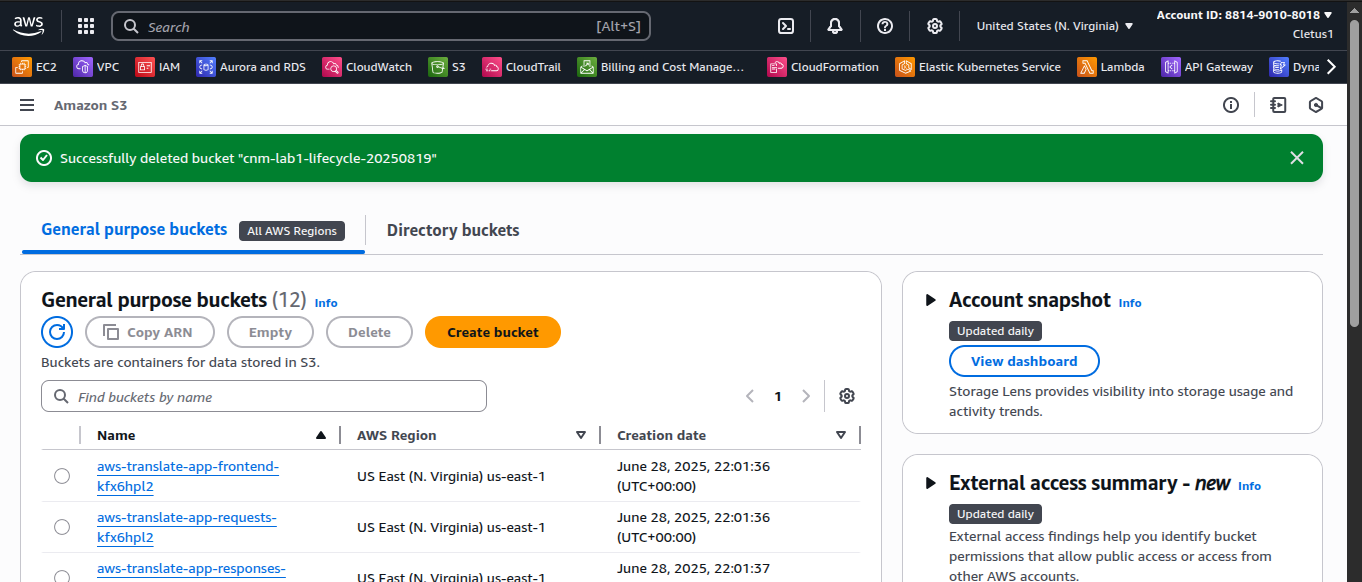 aws
Search [Alt+S]
United States (N. Virginia)
Account ID: 8814-9010-8018
Cletus1
EC2 VPC IAM Aurora and RDS CloudWatch S3 CloudTrail Billing and Cost Manage... CloudFormation Elastic Kubernetes Service Lambda API Gateway Dyna
Amazon S3
Successfully deleted bucket "cnm-lab1-lifecycle-20250819"
General purpose buckets All AWS Regions Directory buckets
General purpose buckets (12) Info
Copy ARN Empty Delete Create bucket
Buckets are containers for data stored in S3.
Find buckets by name
1
Name AWS Region Creation date
aws-translate-app-frontend-
kfx6hpl2
US East (N. Virginia) us-east-1
June 28, 2025, 22:01:36
(UTC+00:00)
aws-translate-app-requests-
kfx6hpl2
US East (N. Virginia) us-east-1
June 28, 2025, 22:01:36
(UTC+00:00)
aws-translate-app-responses-
US East (N. Virginia) us-east-1
June 28, 2025, 22:01:37
Account snapshot Info
Updated daily
View dashboard
Storage Lens provides visibility into storage usage and
activity trends.
External access summary - new Info
Updated daily
External access findings help you identify bucket
permissions that allow public access or access from
other AWS accounts.